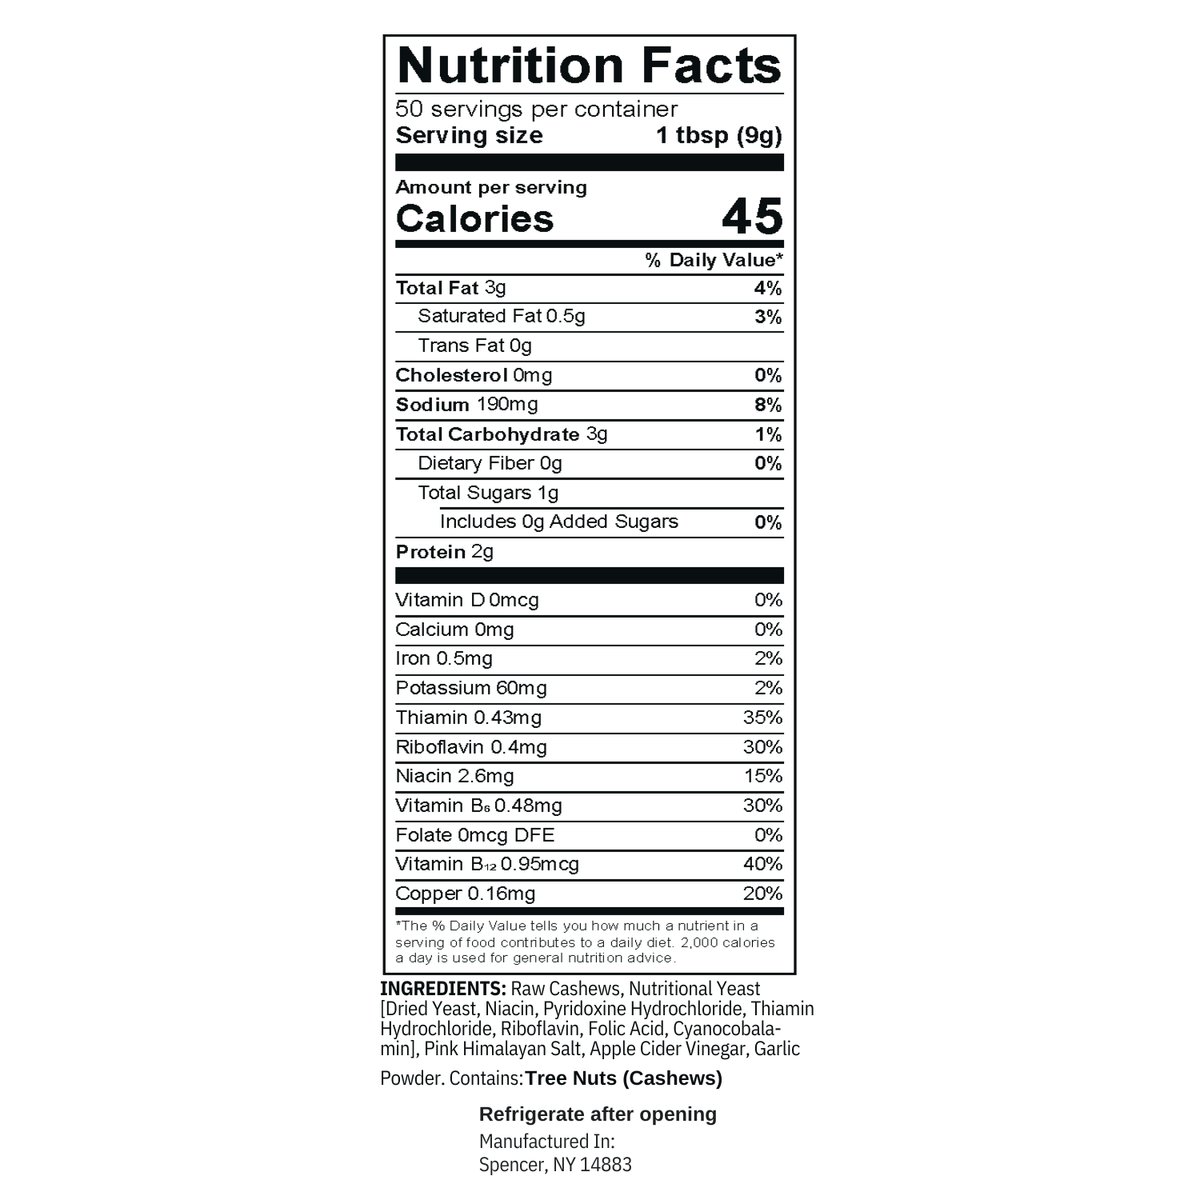 Nutrition Facts
50 servings per container
Serving size 1 tbsp (9g)
Amount per serving
Calories 45
% Daily Value*
Total Fat 3g 4%
Saturated Fat 0.5g 3%
Trans Fat 0g
Cholesterol 0mg 0%
Sodium 190mg 8%
Total Carbohydrate 3g 1%
Dietary Fiber 0g 0%
Total Sugars 1g
Includes 0g Added Sugars 0%
Protein 2g
Vitamin D 0mcg 0%
Calcium 0mg 0%
Iron 0.5mg 2%
Potassium 60mg 2%
Thiamin 0.43mg 35%
Riboflavin 0.4mg 30%
Niacin 2.6mg 15%
Vitamin B₆ 0.48mg 30%
Folate 0mcg DFE 0%
Vitamin B₁₂ 0.95mcg 40%
Copper 0.16mg 20%
*The % Daily Value tells you how much a nutrient in a
serving of food contributes to a daily diet. 2,000 calories
a day is used for general nutrition advice.
INGREDIENTS: Raw Cashews, Nutritional Yeast
[Dried Yeast, Niacin, Pyridoxine Hydrochloride, Thiamin
Hydrochloride, Riboflavin, Folic Acid, Cyanocobala-
min], Pink Himalayan Salt, Apple Cider Vinegar, Garlic
Powder. Contains: Tree Nuts (Cashews)
Refrigerate after opening
Manufactured In:
Spencer, NY 14883